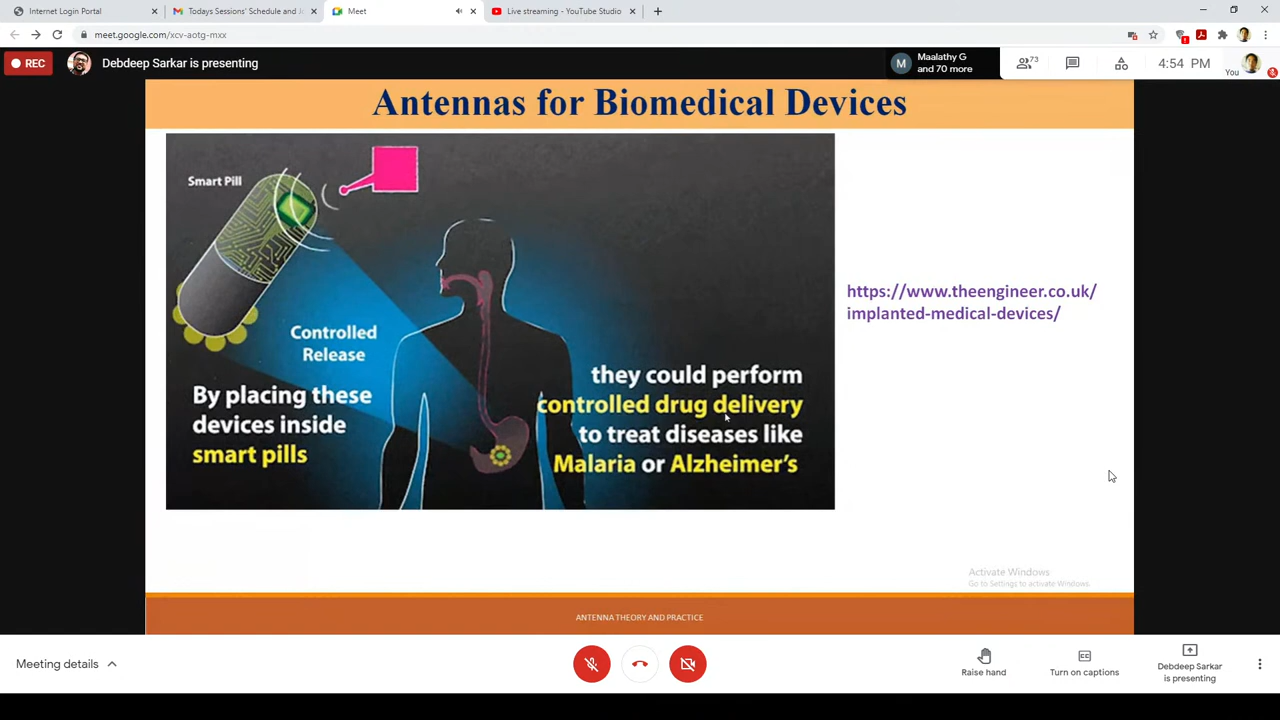 Internet Login Portal
Todays Sessions' Schedule and Jo
Meet
Live streaming - YouTube Studio
meet.google.com/xcv-aotg-mxx
REC
Debdeep Sarkar is presenting
M
Maalathy G
and 70 more
73
You
4:54 PM
Antennas for Biomedical Devices
Smart Pill
Controlled
Release
By placing these
devices inside
smart pills
they could perform
controlled drug delivery
to treat diseases like
Malaria or Alzheimer's
https://www.theengineer.co.uk/
implanted-medical-devices/
Activate Windows
Go to Settings to activate Windows.
ANTENNA THEORY AND PRACTICE
Meeting details
Raise hand
CC
Turn on captions
Debdeep Sarkar
is presenting